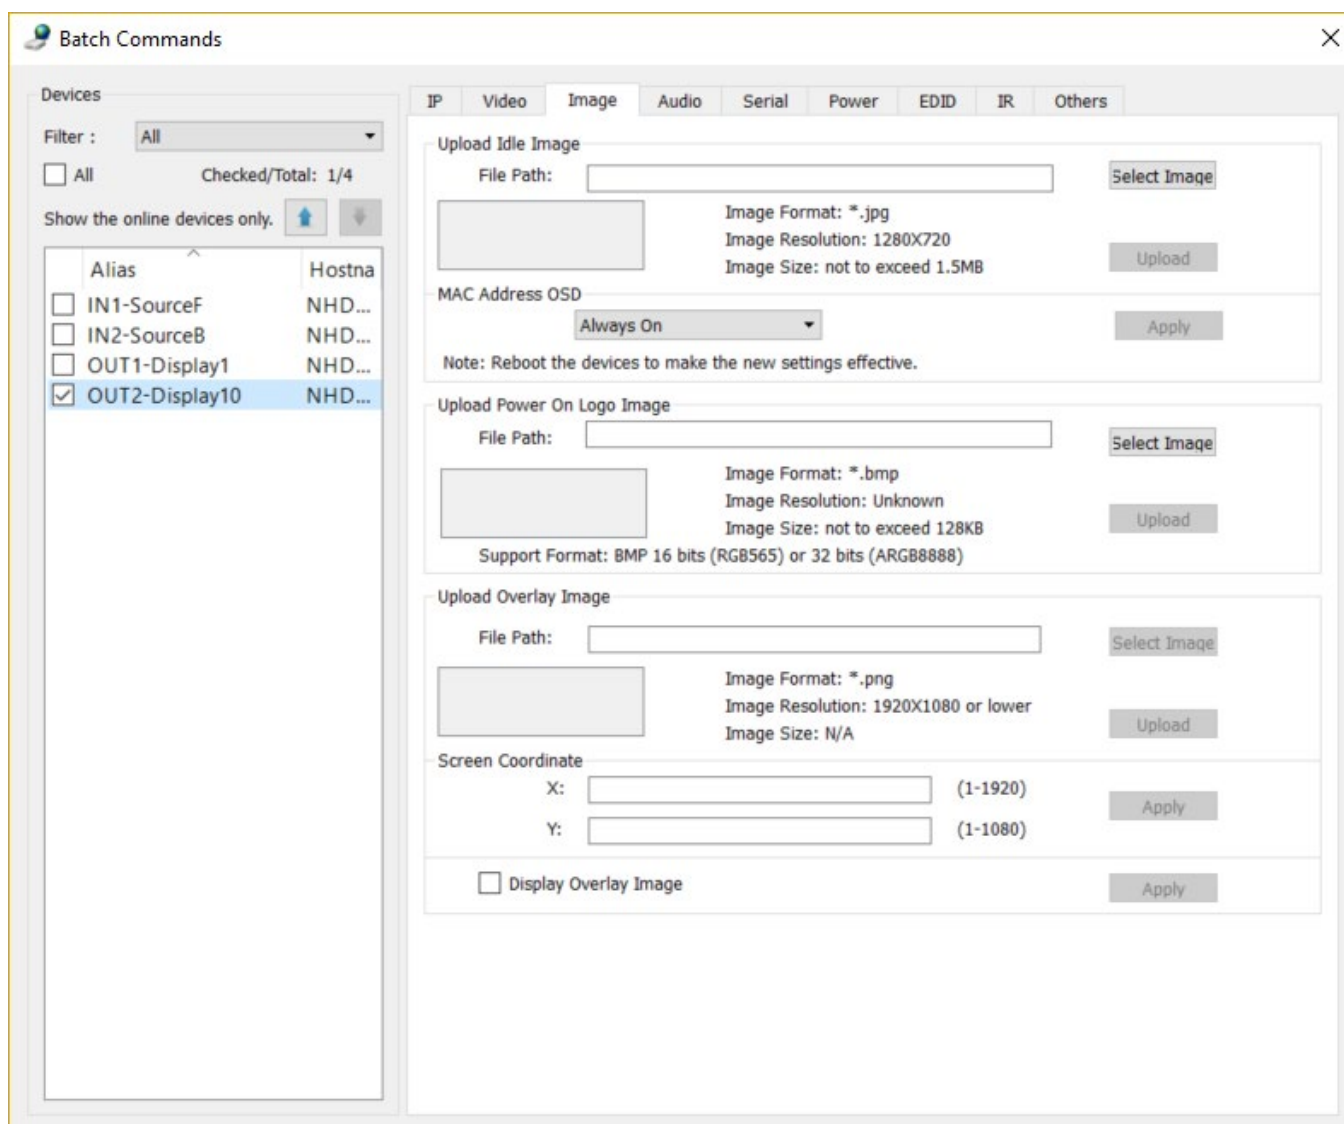 Batch Commands
Devices
Filter :
All
All
Checked/Total: 1/4
Show the online devices only.
Alias
Hostna
IN1-SourceF
NHD...
IN2-SourceB
NHD...
OUT1-Display1
NHD...
OUT2-Display10
NHD...
IP
Video
Image
Audio
Serial
Power
EDID
IR
Others
Upload Idle Image
File Path:
Select Image
Image Format: *.jpg
Image Resolution: 1280X720
Image Size: not to exceed 1.5MB
Upload
MAC Address OSD
Always On
Apply
Note: Reboot the devices to make the new settings effective.
Upload Power On Logo Image
File Path:
Select Image
Image Format: *.bmp
Image Resolution: Unknown
Image Size: not to exceed 128KB
Upload
Support Format: BMP 16 bits (RGB565) or 32 bits (ARGB8888)
Upload Overlay Image
File Path:
Select Image
Image Format: *.png
Image Resolution: 1920X1080 or lower
Image Size: N/A
Upload
Screen Coordinate
X:
(1-1920)
Y:
(1-1080)
Apply
Display Overlay Image
Apply